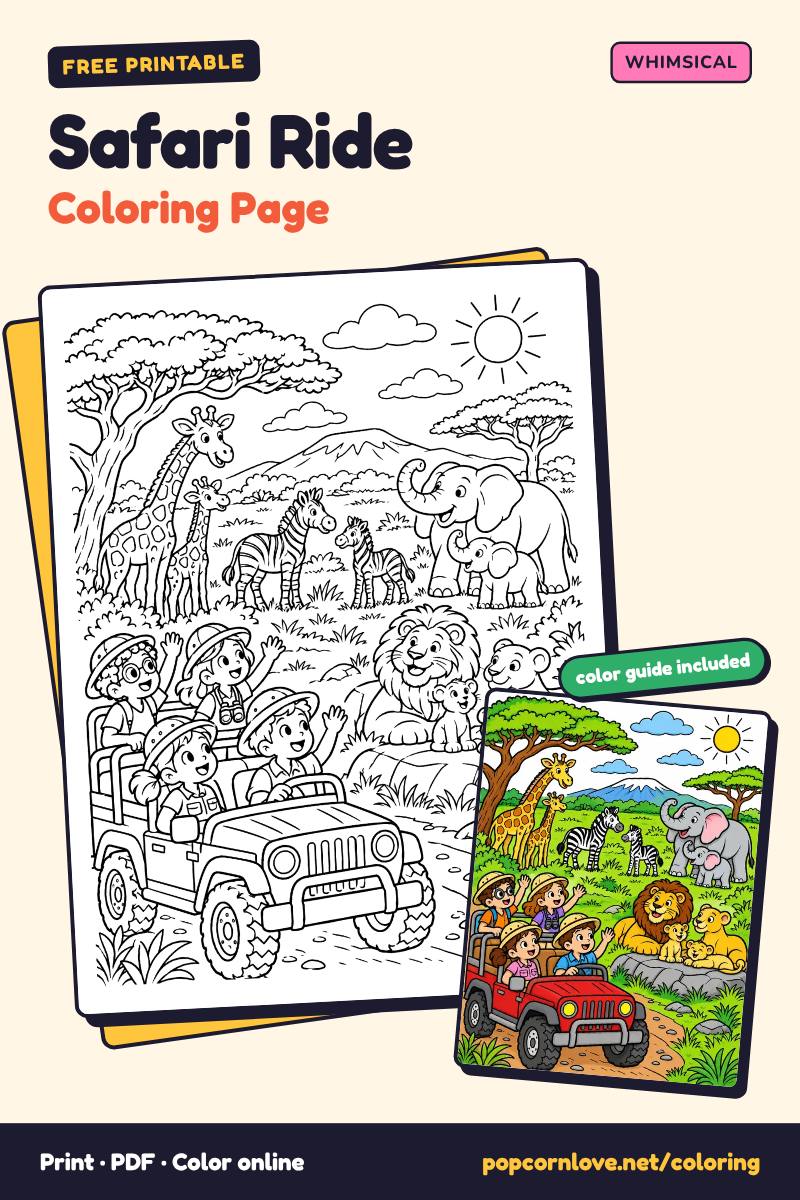 FREE PRINTABLE
WHIMSICAL
Safari Ride
Coloring Page
color guide included
Print · PDF · Color online
popcornlove.net/coloring